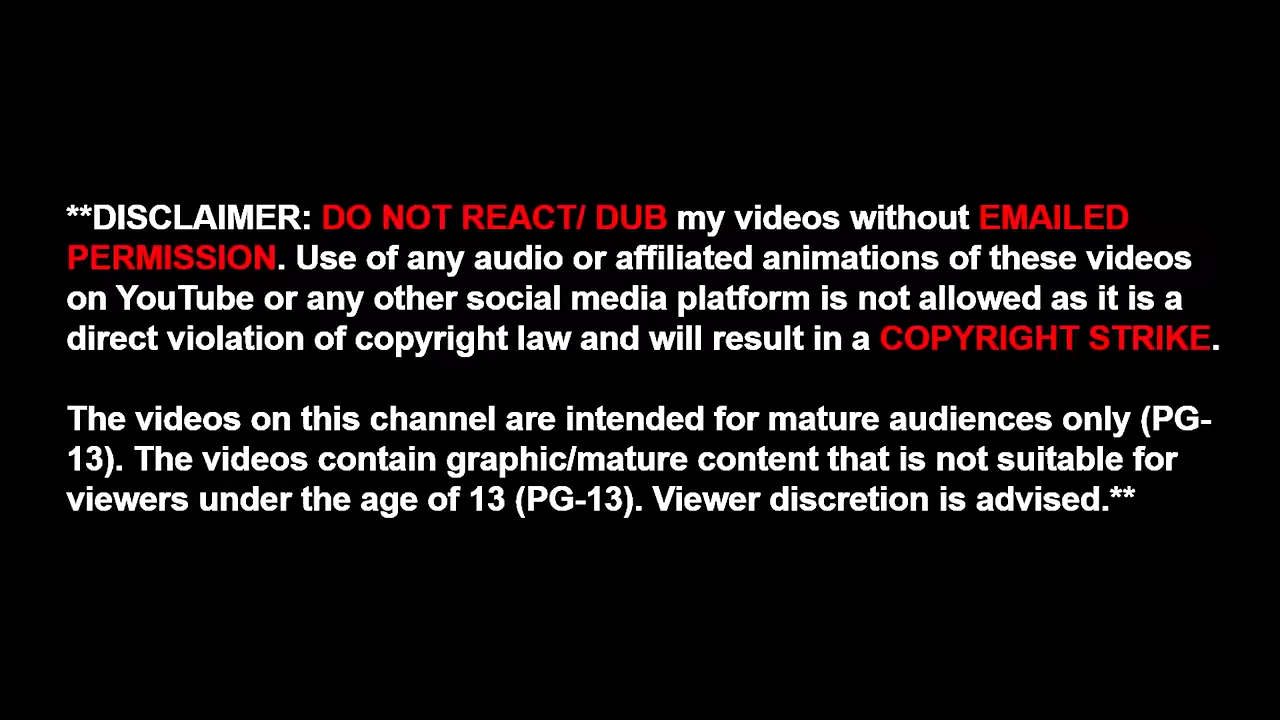 **DISCLAIMER: DO NOT REACT/ DUB my videos without EMAILED
PERMISSION. Use of any audio or affiliated animations of these videos
on YouTube or any other social media platform is not allowed as it is a
direct violation of copyright law and will result in a COPYRIGHT STRIKE.
The videos on this channel are intended for mature audiences only (PG-
13). The videos contain graphic/mature content that is not suitable for
viewers under the age of 13 (PG-13). Viewer discretion is advised.**